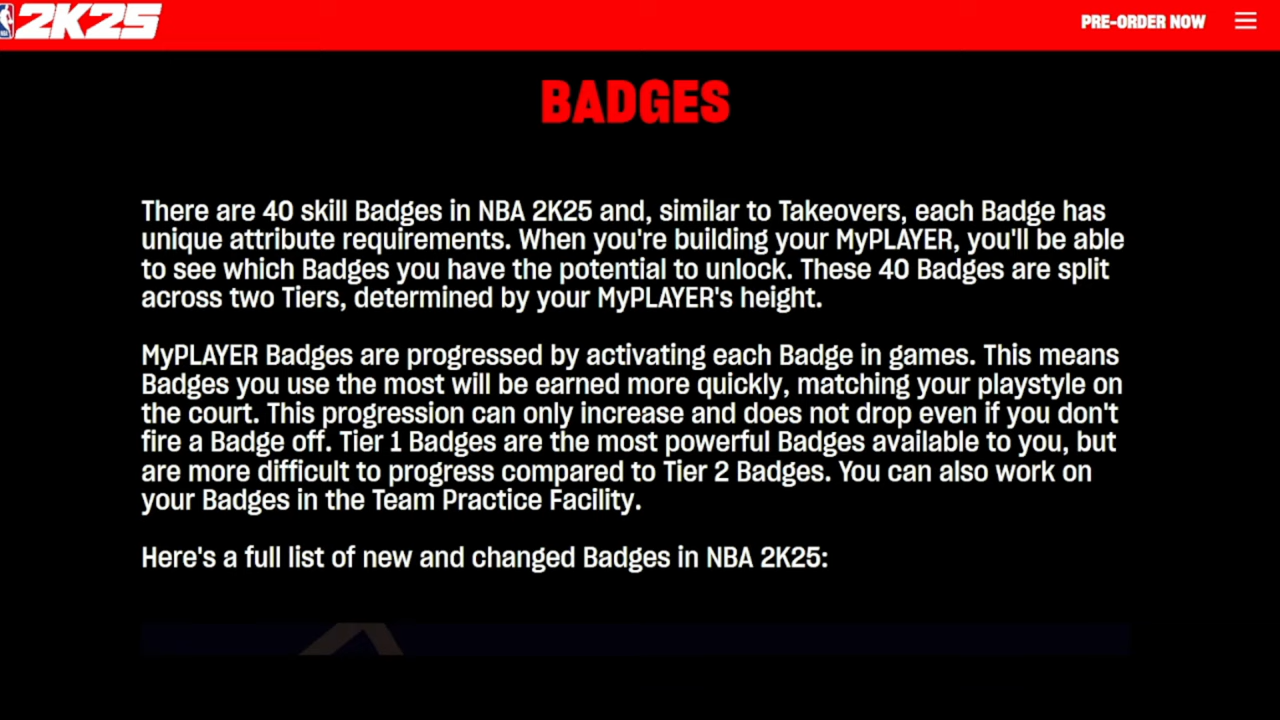 2K25
PRE-ORDER NOW
BADGES
There are 40 skill Badges in NBA 2K25 and, similar to Takeovers, each Badge has
unique attribute requirements. When you're building your MyPLAYER, you'll be able
to see which Badges you have the potential to unlock. These 40 Badges are split
across two Tiers, determined by your MyPLAYER's height.
MyPLAYER Badges are progressed by activating each Badge in games. This means
Badges you use the most will be earned more quickly, matching your playstyle on
the court. This progression can only increase and does not drop even if you don't
fire a Badge off. Tier 1 Badges are the most powerful Badges available to you, but
are more difficult to progress compared to Tier 2 Badges. You can also work on
your Badges in the Team Practice Facility.
Here's a full list of new and changed Badges in NBA 2K25: